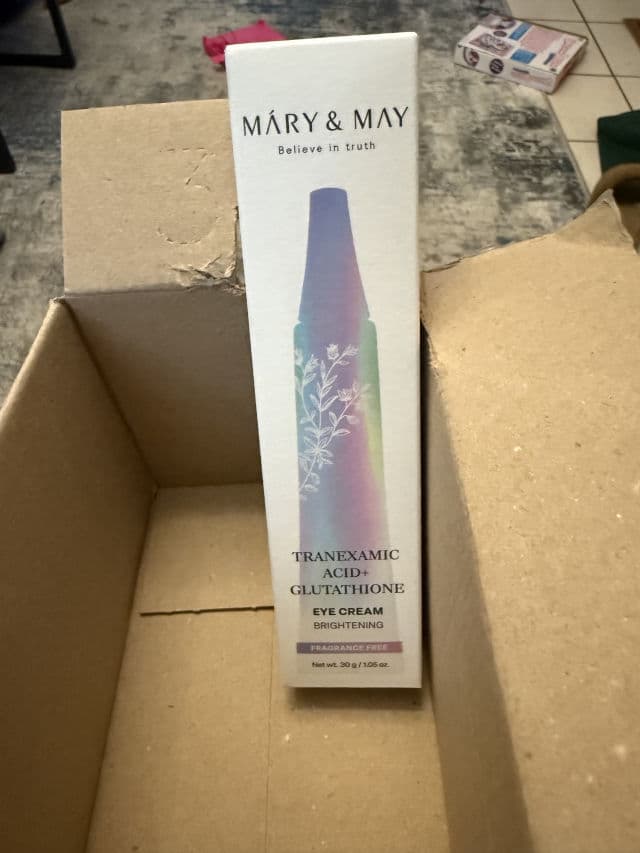 MÁRY & MAY
Believe in truth
3
TRANEXAMIC
ACID+
GLUTATHIONE
EYE CREAM
BRIGHTENING
FRAGRANCE FREE
Net wt. 30 g / 1.05 oz.